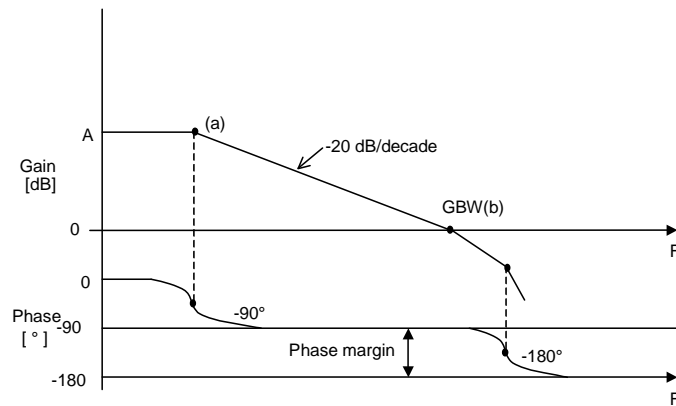 (a)
A
-20 dB/decade
Gain
[dB]
GBW(b)
0
F
0
-90°
Phase
-90
[ ° ]
Phase margin
-180°
-180
F